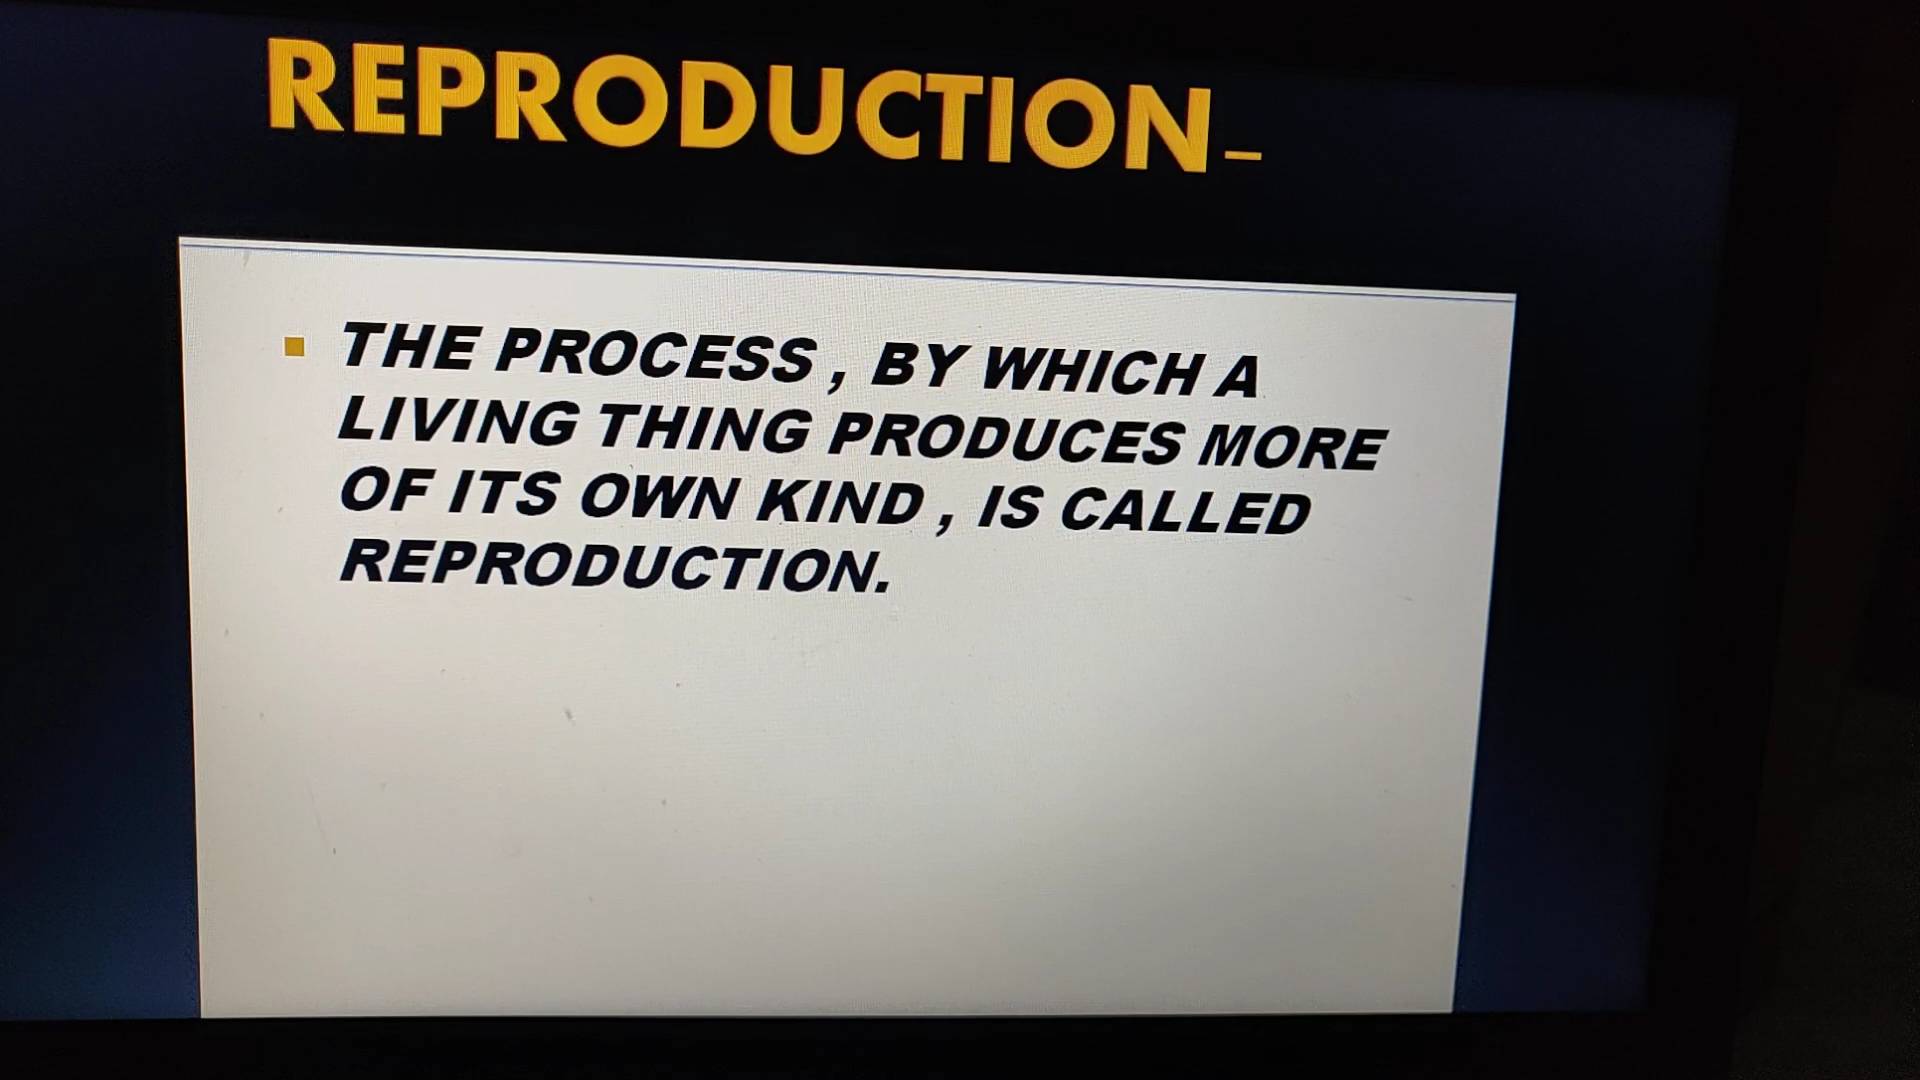 REPRODUCTION–
THE PROCESS , BY WHICH A
LIVING THING PRODUCES MORE
OF ITS OWN KIND , IS CALLED
REPRODUCTION.